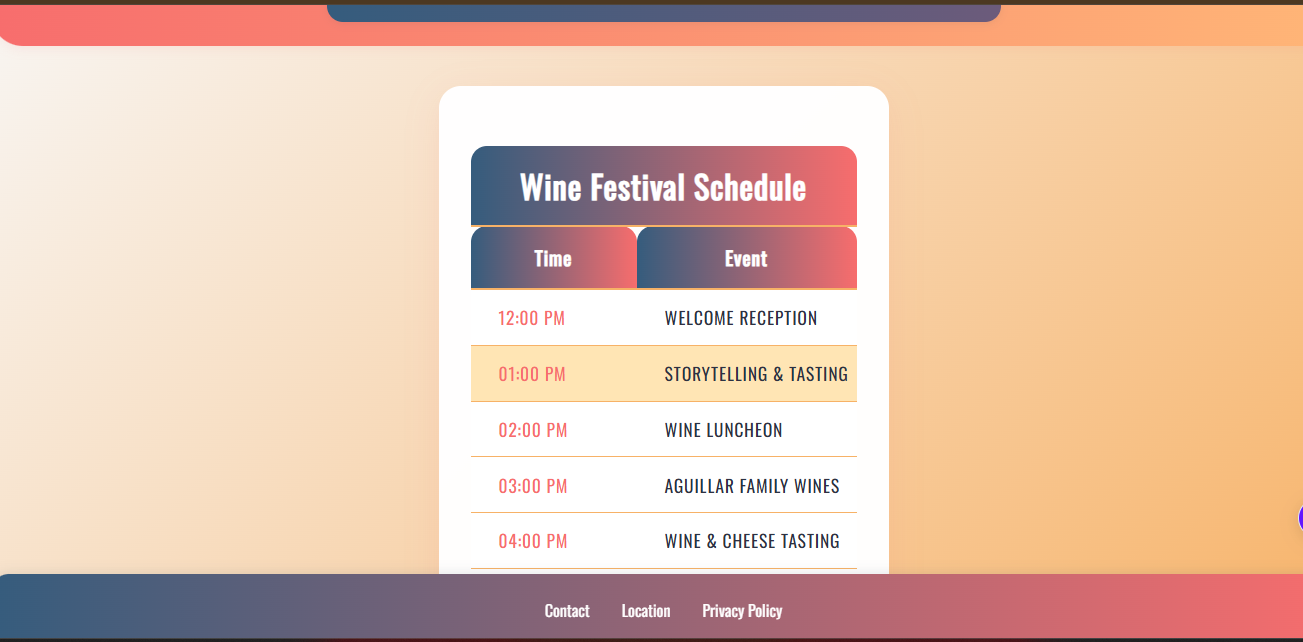 Wine Festival Schedule
Time Event
12:00 PM WELCOME RECEPTION
01:00 PM STORYTELLING & TASTING
02:00 PM WINE LUNCHEON
03:00 PM AGUILLAR FAMILY WINES
04:00 PM WINE & CHEESE TASTING
Contact Location Privacy Policy